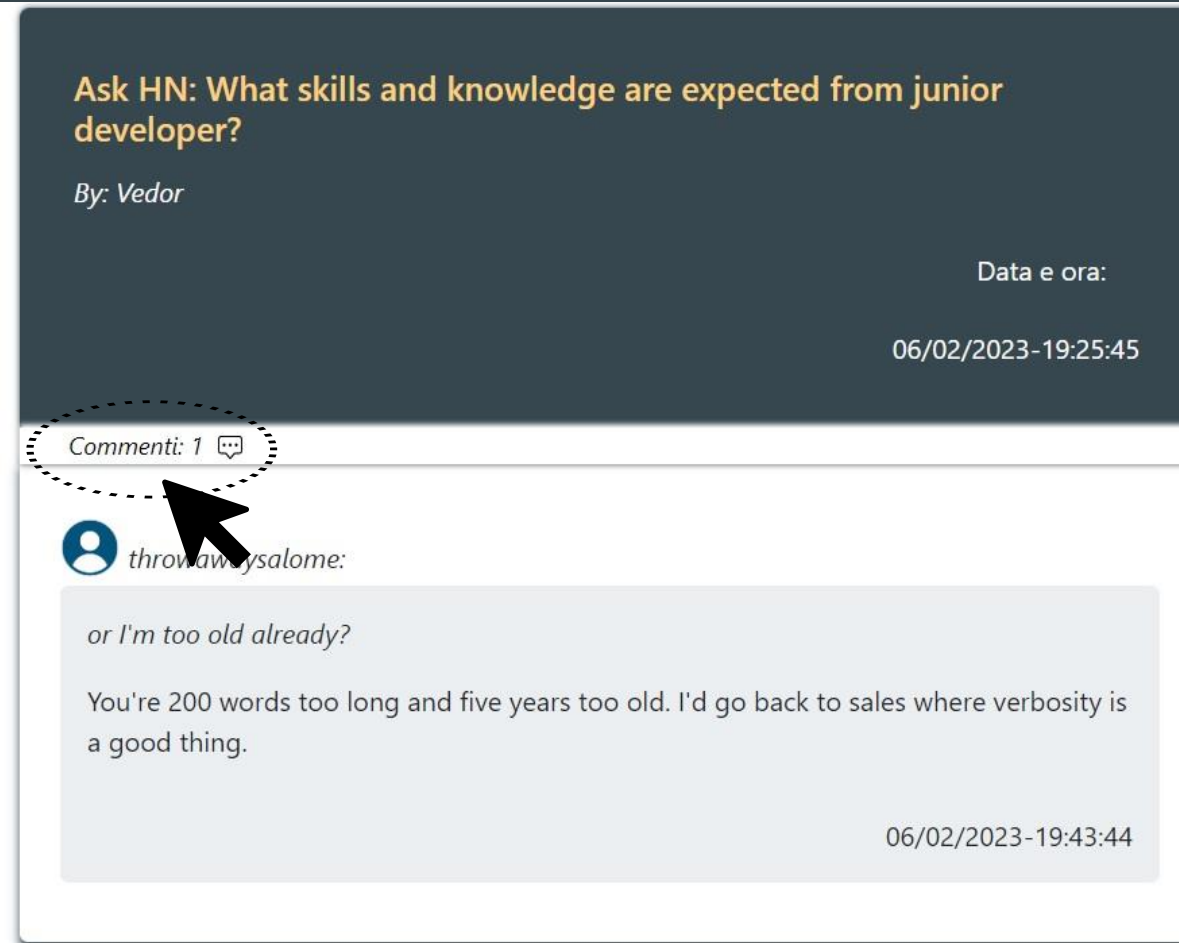 Ask HN: What skills and knowledge are expected from junior
developer?
By: Vedor
Data e ora:
06/02/2023-19:25:45
Commenti: 1
throwawaysalome:
or I'm too old already?
You're 200 words too long and five years too old. I'd go back to sales where verbosity is
a good thing.
06/02/2023-19:43:44